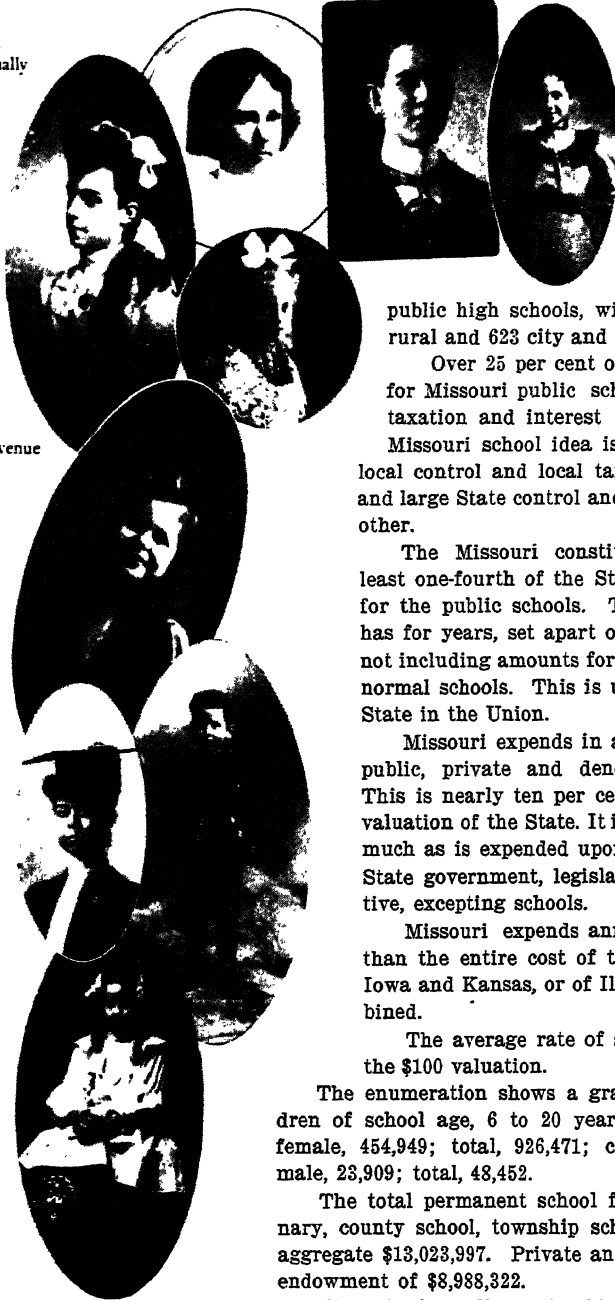 ually
public high schools, wi
rural and 623 city and
Over 25 per cent o
for Missouri public sch
taxation and interest
venue
Missouri school idea is
local control and local ta
and large State control and
other.
The Missouri consti
least one-fourth of the St
for the public schools. T
has for years, set apart o
not including amounts for
normal schools. This is u
State in the Union.
Missouri expends in a
public, private and den
This is nearly ten per ce
valuation of the State. It i
much as is expended upo
State government, legisla
tive, excepting schools.
Missouri expends ann
than the entire cost of t
Iowa and Kansas, or of Il
bined.
The average rate of s
the $100 valuation.
The enumeration shows a gra
dren of school age, 6 to 20 year
female, 454,949; total, 926,471; c
male, 23,909; total, 48,452.
The total permanent school f
nary, county school, township sch
aggregate $13,023,997. Private an
endowment of $8,988,322.